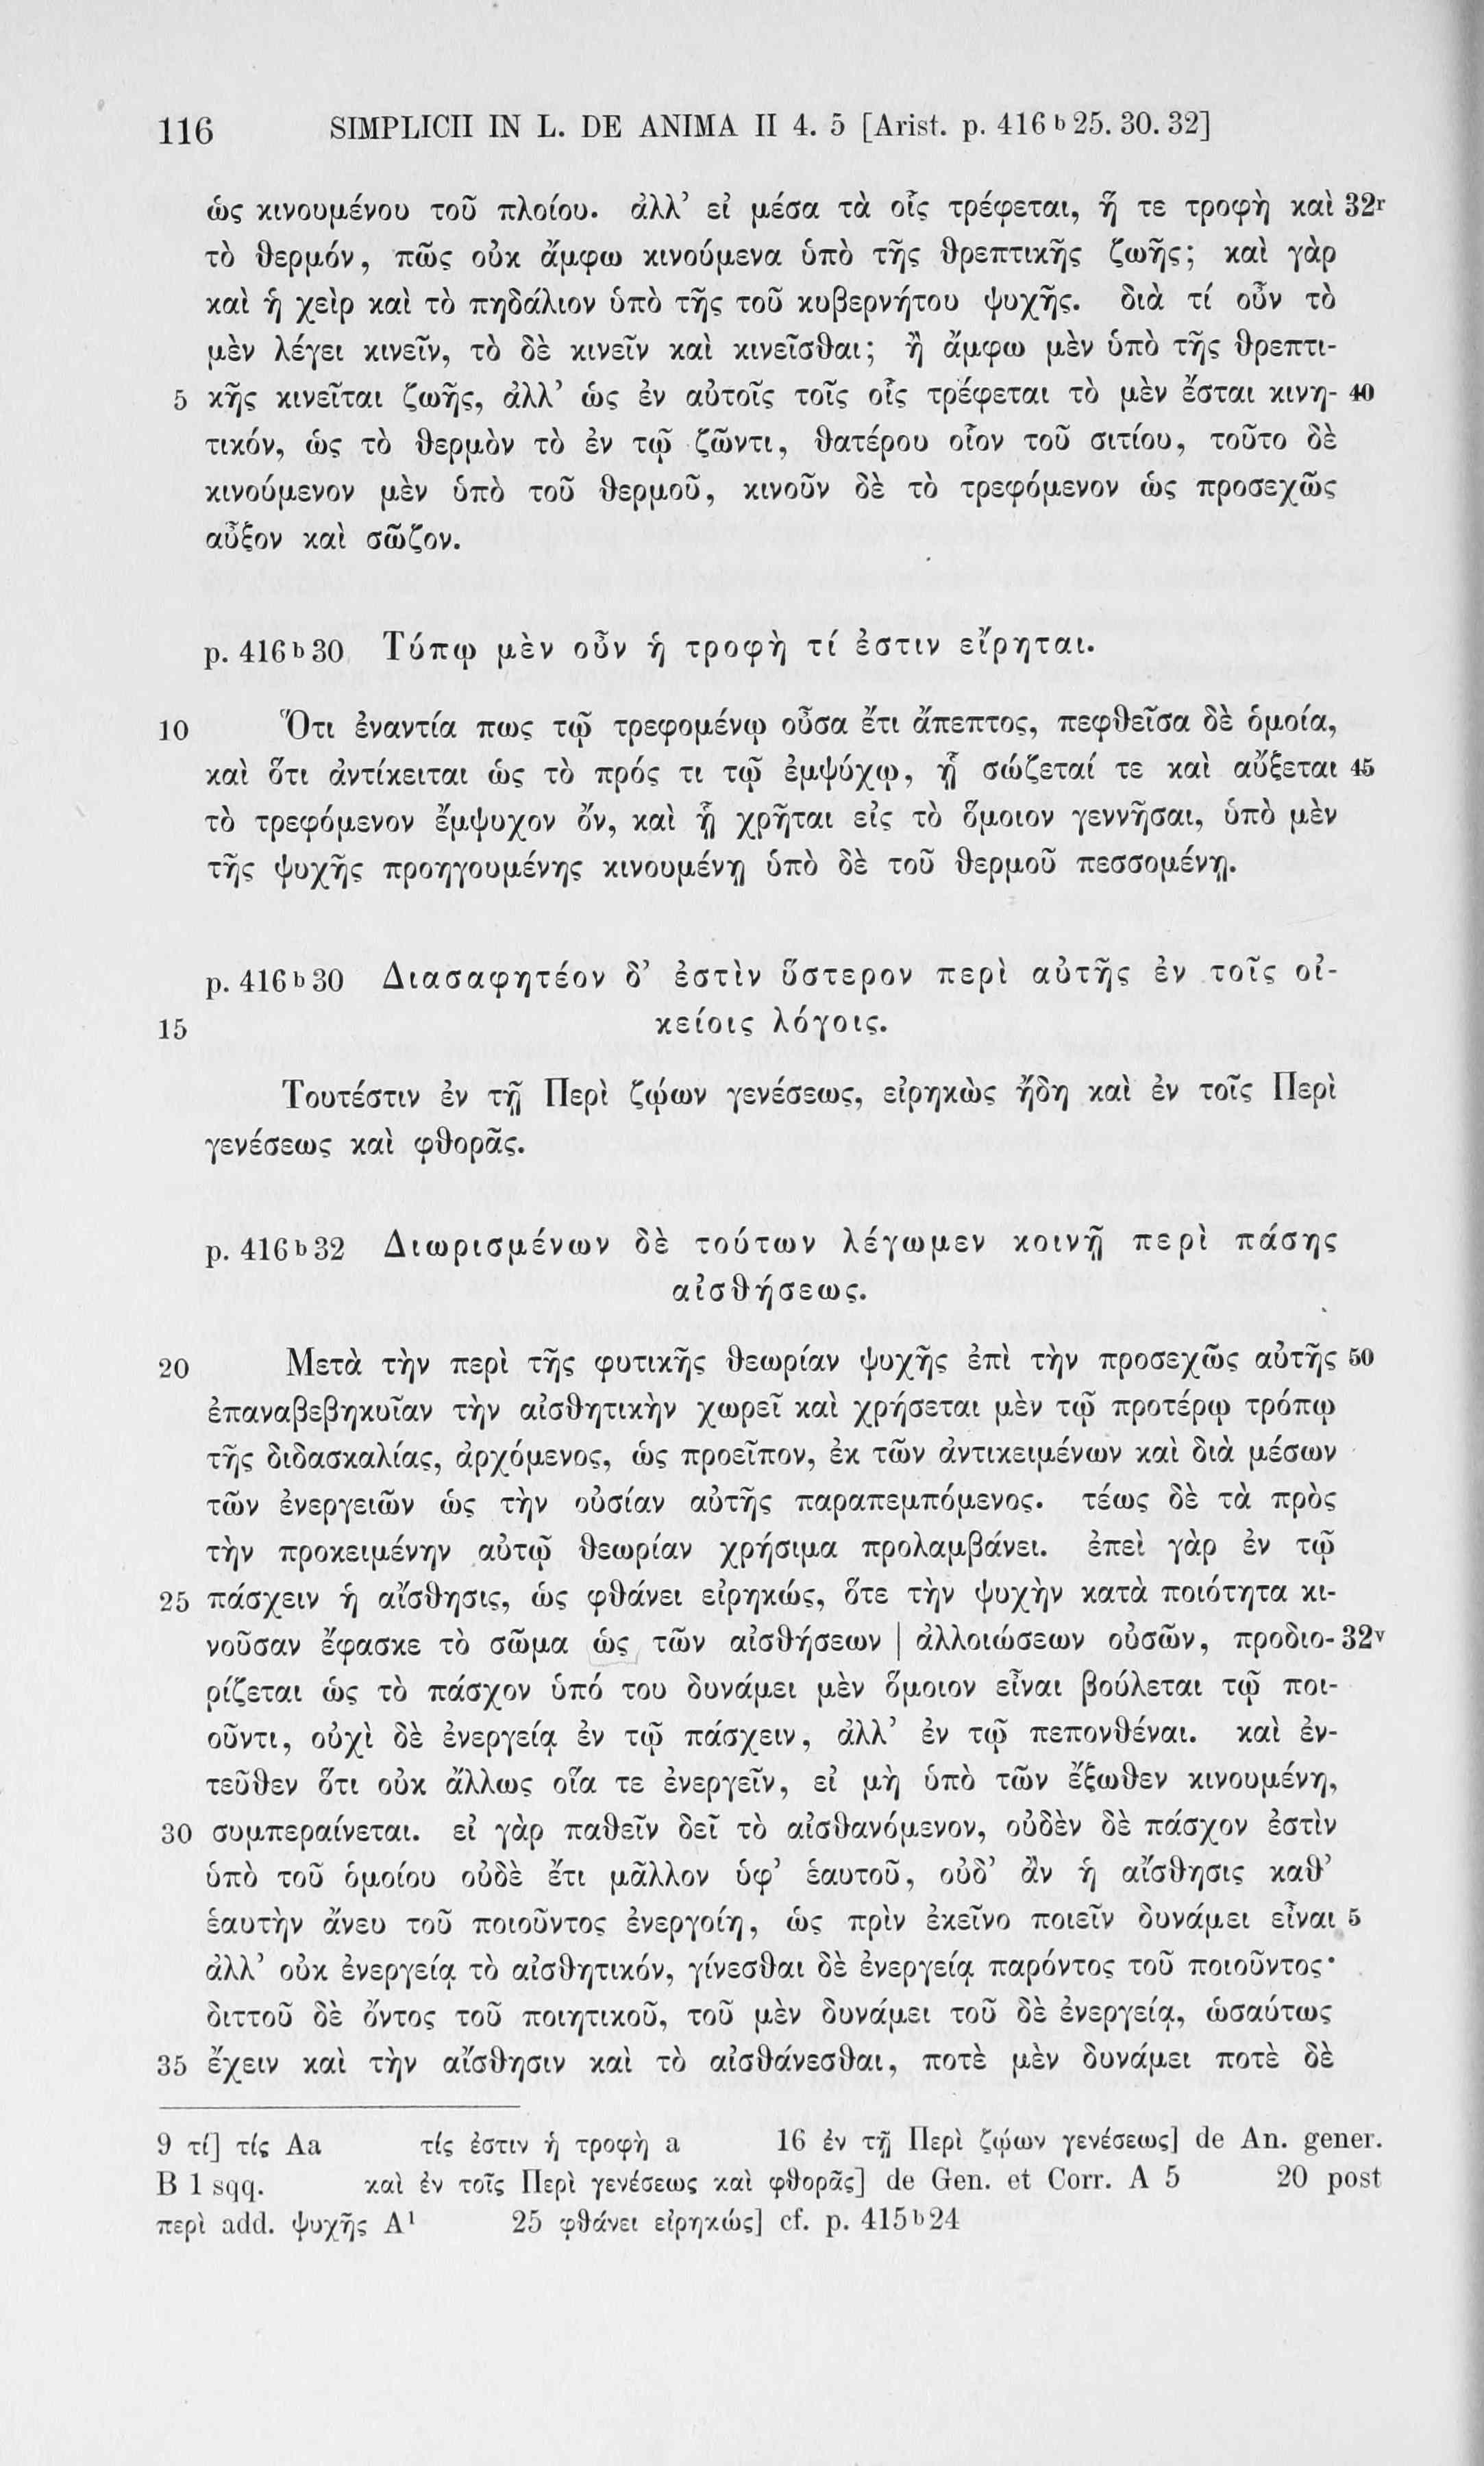 116 SIMPLICII IN L. DE ANIMA II 4. 5 [Arist. p. 416 b 25. 30. 32]
ὡς κινουμένου τοῦ πλοίου. ἀλλ’ εἰ μέσα τὰ οἷς τρέφεται, ἥ τε τροφὴ καὶ 32r
τὸ θερμόν, πῶς οὐκ ἄμφω κινούμενα ὑπὸ τῆς θρεπτικῆς ζωῆς; καὶ γὰρ
καὶ ἡ χεὶρ καὶ τὸ πηδάλιον ὑπὸ τῆς τοῦ κυβερνήτου ψυχῆς. διὰ τί οὖν τὸ
μὲν λέγει κινεῖν, τὸ δὲ κινεῖν καὶ κινεῖσθαι; ἢ ἄμφω μὲν ὑπὸ τῆς θρεπτι-
5 κῆς κινεῖται ζωῆς, ἀλλ’ ὡς ἐν αὐτοῖς τοῖς οἷς τρέφεται τὸ μὲν ἔσται κινη- 40
τικόν, ὡς τὸ θερμὸν τὸ ἐν τῷ ζῶντι, θατέρου οἷον τοῦ σιτίου, τοῦτο δὲ
κινούμενον μὲν ὑπὸ τοῦ θερμοῦ, κινοῦν δὲ τὸ τρεφόμενον ὡς προσεχῶς
αὖξον καὶ σῶζον.
p. 416 b 30 Τύπῳ μὲν οὖν ἡ τροφὴ τί ἐστιν εἴρηται.
10 Ὅτι ἐναντία πως τῷ τρεφομένῳ οὖσα ἔτι ἄπεπτος, πεφθεῖσα δὲ ὁμοία,
καὶ ὅτι ἀντίκειται ὡς τὸ πρός τι τῷ ἐμψύχῳ, ᾗ σώζεταί τε καὶ αὔξεται 45
τὸ τρεφόμενον ἔμψυχον ὄν, καὶ ᾗ χρῆται εἰς τὸ ὅμοιον γεννῆσαι, ὑπὸ μὲν
τῆς ψυχῆς προηγουμένης κινουμένῃ ὑπὸ δὲ τοῦ θερμοῦ πεσσομένῃ.
p. 416 b 30 Διασαφητέον δ’ ἐστὶν ὕστερον περὶ αὐτῆς ἐν τοῖς οἰ-
15 κείοις λόγοις.
Τουτέστιν ἐν τῇ Περὶ ζῴων γενέσεως, εἰρηκὼς ἤδη καὶ ἐν τοῖς Περὶ
γενέσεως καὶ φθορᾶς.
p. 416 b 32 Διωρισμένων δὲ τούτων λέγωμεν κοινῇ περὶ πάσης
αἰσθήσεως.
20 Μετὰ τὴν περὶ τῆς φυτικῆς θεωρίαν ψυχῆς ἐπὶ τὴν προσεχῶς αὐτῆς 50
ἐπαναβεβηκυῖαν τὴν αἰσθητικὴν χωρεῖ καὶ χρήσεται μὲν τῷ προτέρῳ τρόπῳ
τῆς διδασκαλίας, ἀρχόμενος, ὡς προεῖπον, ἐκ τῶν ἀντικειμένων καὶ διὰ μέσων
τῶν ἐνεργειῶν ὡς τὴν οὐσίαν αὐτῆς παραπεμπόμενος. τέως δὲ τὰ πρὸς
τὴν προκειμένην αὐτῷ θεωρίαν χρήσιμα προλαμβάνει. ἐπεὶ γὰρ ἐν τῷ
25 πάσχειν ἡ αἴσθησις, ὡς φθάνει εἰρηκώς, ὅτε τὴν ψυχὴν κατὰ ποιότητα κι-
νοῦσαν ἔφασκε τὸ σῶμα ὡς τῶν αἰσθήσεων | ἀλλοιώσεων οὐσῶν, προδιο- 32v
ρίζεται ὡς τὸ πάσχον ὑπό του δυνάμει μὲν ὅμοιον εἶναι βούλεται τῷ ποι-
οῦντι, οὐχὶ δὲ ἐνεργείᾳ ἐν τῷ πάσχειν, ἀλλ’ ἐν τῷ πεπονθέναι. καὶ ἐν-
τεῦθεν ὅτι οὐκ ἄλλως οἵα τε ἐνεργεῖν, εἰ μὴ ὑπὸ τῶν ἔξωθεν κινουμένη,
30 συμπεραίνεται. εἰ γὰρ παθεῖν δεῖ τὸ αἰσθανόμενον, οὐδὲν δὲ πάσχον ἐστὶν
ὑπὸ τοῦ ὁμοίου οὐδὲ ἔτι μᾶλλον ὑφ’ ἑαυτοῦ, οὐδ’ ἂν ἡ αἴσθησις καθ’
ἑαυτὴν ἄνευ τοῦ ποιοῦντος ἐνεργοίη, ὡς πρὶν ἐκεῖνο ποιεῖν δυνάμει εἶναι 5
ἀλλ’ οὐκ ἐνεργείᾳ τὸ αἰσθητικόν, γίνεσθαι δὲ ἐνεργείᾳ παρόντος τοῦ ποιοῦντος·
διττοῦ δὲ ὄντος τοῦ ποιητικοῦ, τοῦ μὲν δυνάμει τοῦ δὲ ἐνεργείᾳ, ὡσαύτως
35 ἔχειν καὶ τὴν αἴσθησιν καὶ τὸ αἰσθάνεσθαι, ποτὲ μὲν δυνάμει ποτὲ δὲ
9 τί] τίς Aa τίς ἐστιν ἡ τροφὴ a 16 ἐν τῇ Περὶ ζῴων γενέσεως] de An. gener.
B 1 sqq. καὶ ἐν τοῖς Περὶ γενέσεως καὶ φθορᾶς] de Gen. et Corr. A 5 20 post
περὶ add. ψυχῆς A¹ 25 φθάνει εἰρηκώς] cf. p. 415 b 24